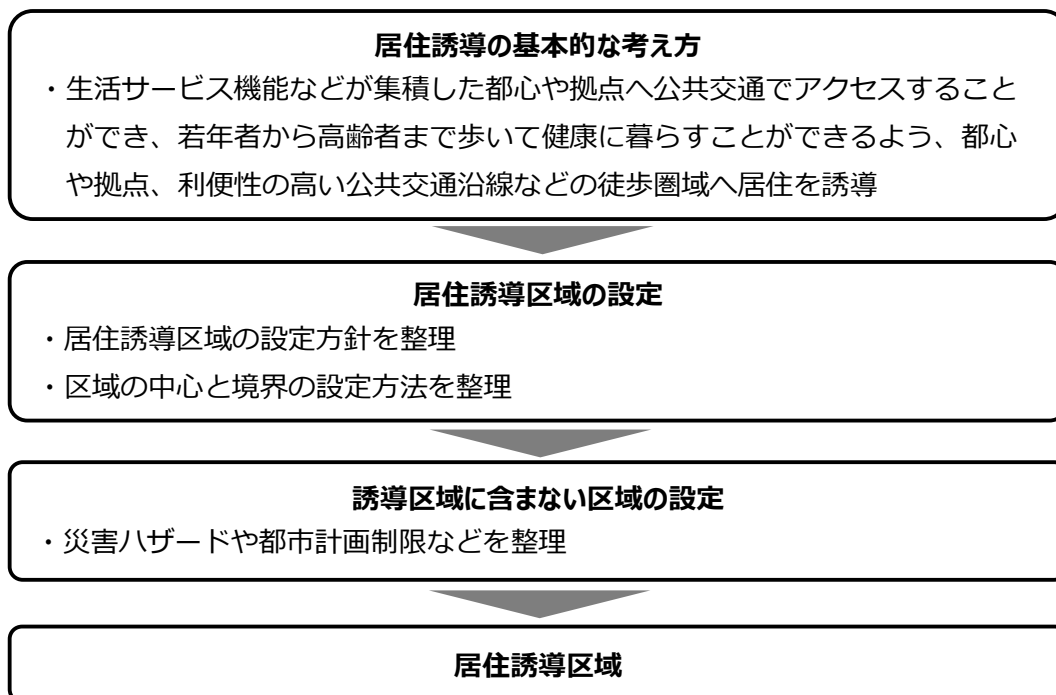 居住誘導の基本的な考え方
・生活サービス機能などが集積した都心や拠点へ公共交通でアクセスすること
ができ、若年者から高齢者まで歩いて健康に暮らすことができるよう、都心
や拠点、利便性の高い公共交通沿線などの徒歩圏域へ居住を誘導
居住誘導区域の設定
・居住誘導区域の設定方針を整理
・区域の中心と境界の設定方法を整理
誘導区域に含まない区域の設定
・災害ハザードや都市計画制限などを整理
居住誘導区域